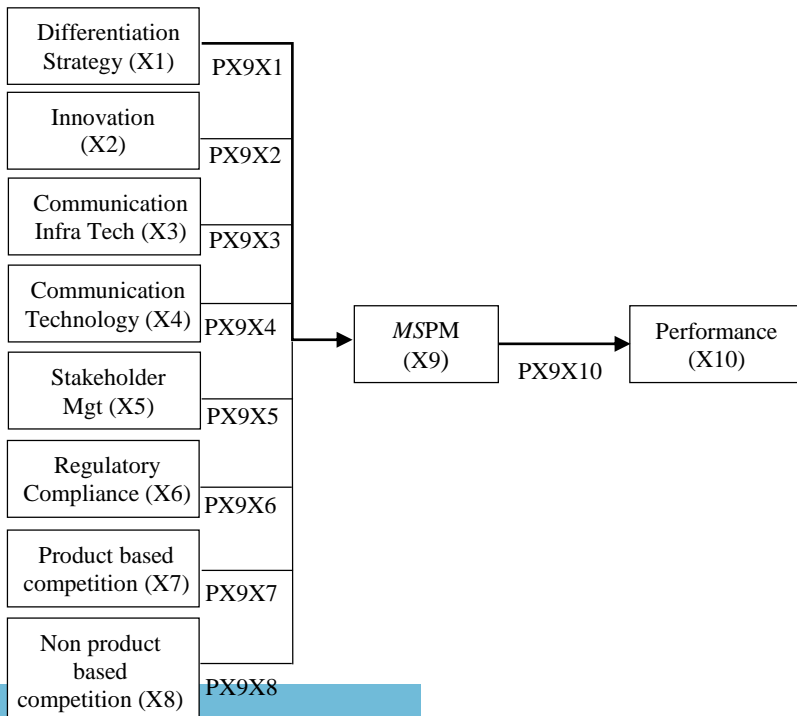 Differentiation
Strategy (X1)
PX9X1
Innovation
(X2)
PX9X2
Communication
Infra Tech (X3)
PX9X3
Communication
Technology (X4)
PX9X4
Stakeholder
Mgt (X5)
PX9X5
Regulatory
Compliance (X6)
PX9X6
Product based
competition (X7)
PX9X7
Non product
based
competition (X8)
PX9X8
MSPM
(X9)
PX9X10
Performance
(X10)